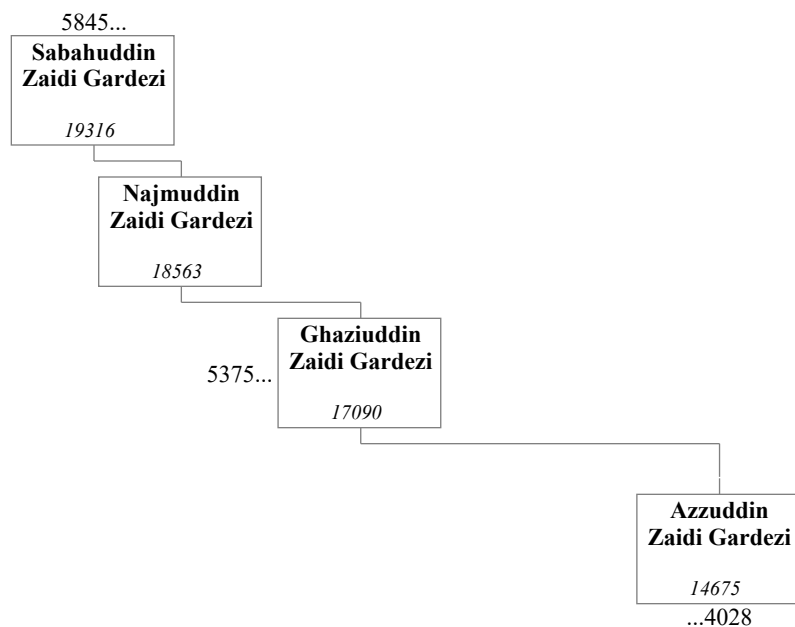 5845...
Sabahuddin
Zaidi Gardezi
19316
Najmuddin
Zaidi Gardezi
18563
Ghaziuddin
Zaidi Gardezi
5375...
17090
Azzuddin
Zaidi Gardezi
14675
...4028